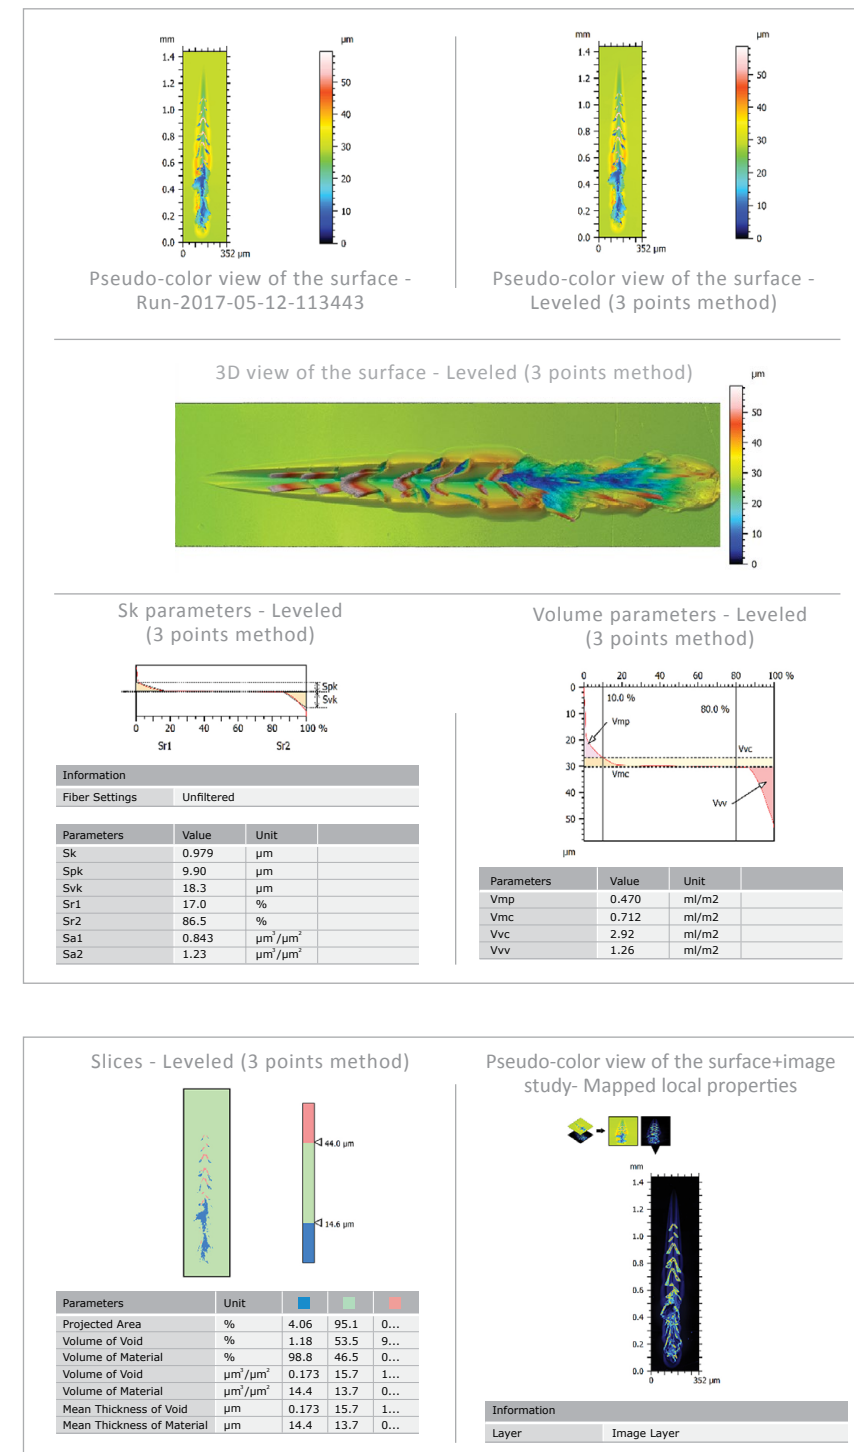 mm
µm
1.4
1.2
1.0
0.8
0.6
0.4
0.2
0.0
0
352 µm
50
40
30
20
10
0
Pseudo-color view of the surface -
Run-2017-05-12-113443
mm
µm
1.4
1.2
1.0
0.8
0.6
0.4
0.2
0.0
0
352 µm
50
40
30
20
10
0
Pseudo-color view of the surface -
Leveled (3 points method)
3D view of the surface - Leveled (3 points method)
µm
50
40
30
20
10
0
Sk parameters - Leveled
(3 points method)
Spk
Svk
0 20 40 60 80 100 %
Sr1 Sr2
Information
Fiber Settings Unfiltered
Parameters Value Unit
Sk 0.979 µm
Spk 9.90 µm
Svk 18.3 µm
Sr1 17.0 %
Sr2 86.5 %
Sa1 0.843 µm³/µm²
Sa2 1.23 µm³/µm²
Volume parameters - Leveled
(3 points method)
0 20 40 60 80 100 %
0
10
20
30
40
50
µm
10.0 %
80.0 %
Vmp
Vvc
Vmc
Vvv
Parameters Value Unit
Vmp 0.470 ml/m2
Vmc 0.712 ml/m2
Vvc 2.92 ml/m2
Vvv 1.26 ml/m2
Slices - Leveled (3 points method)
44.0 µm
14.6 µm
Parameters Unit
Projected Area % 4.06 95.1 0...
Volume of Void % 1.18 53.5 9...
Volume of Material % 98.8 46.5 0...
Volume of Void µm³/µm² 0.173 15.7 1...
Volume of Material µm³/µm² 14.4 13.7 0...
Mean Thickness of Void µm 0.173 15.7 1...
Mean Thickness of Material µm 14.4 13.7 0...
Pseudo-color view of the surface+image
study- Mapped local properties
mm
1.4
1.2
1.0
0.8
0.6
0.4
0.2
0.0
0
352 µm
Information
Layer Image Layer